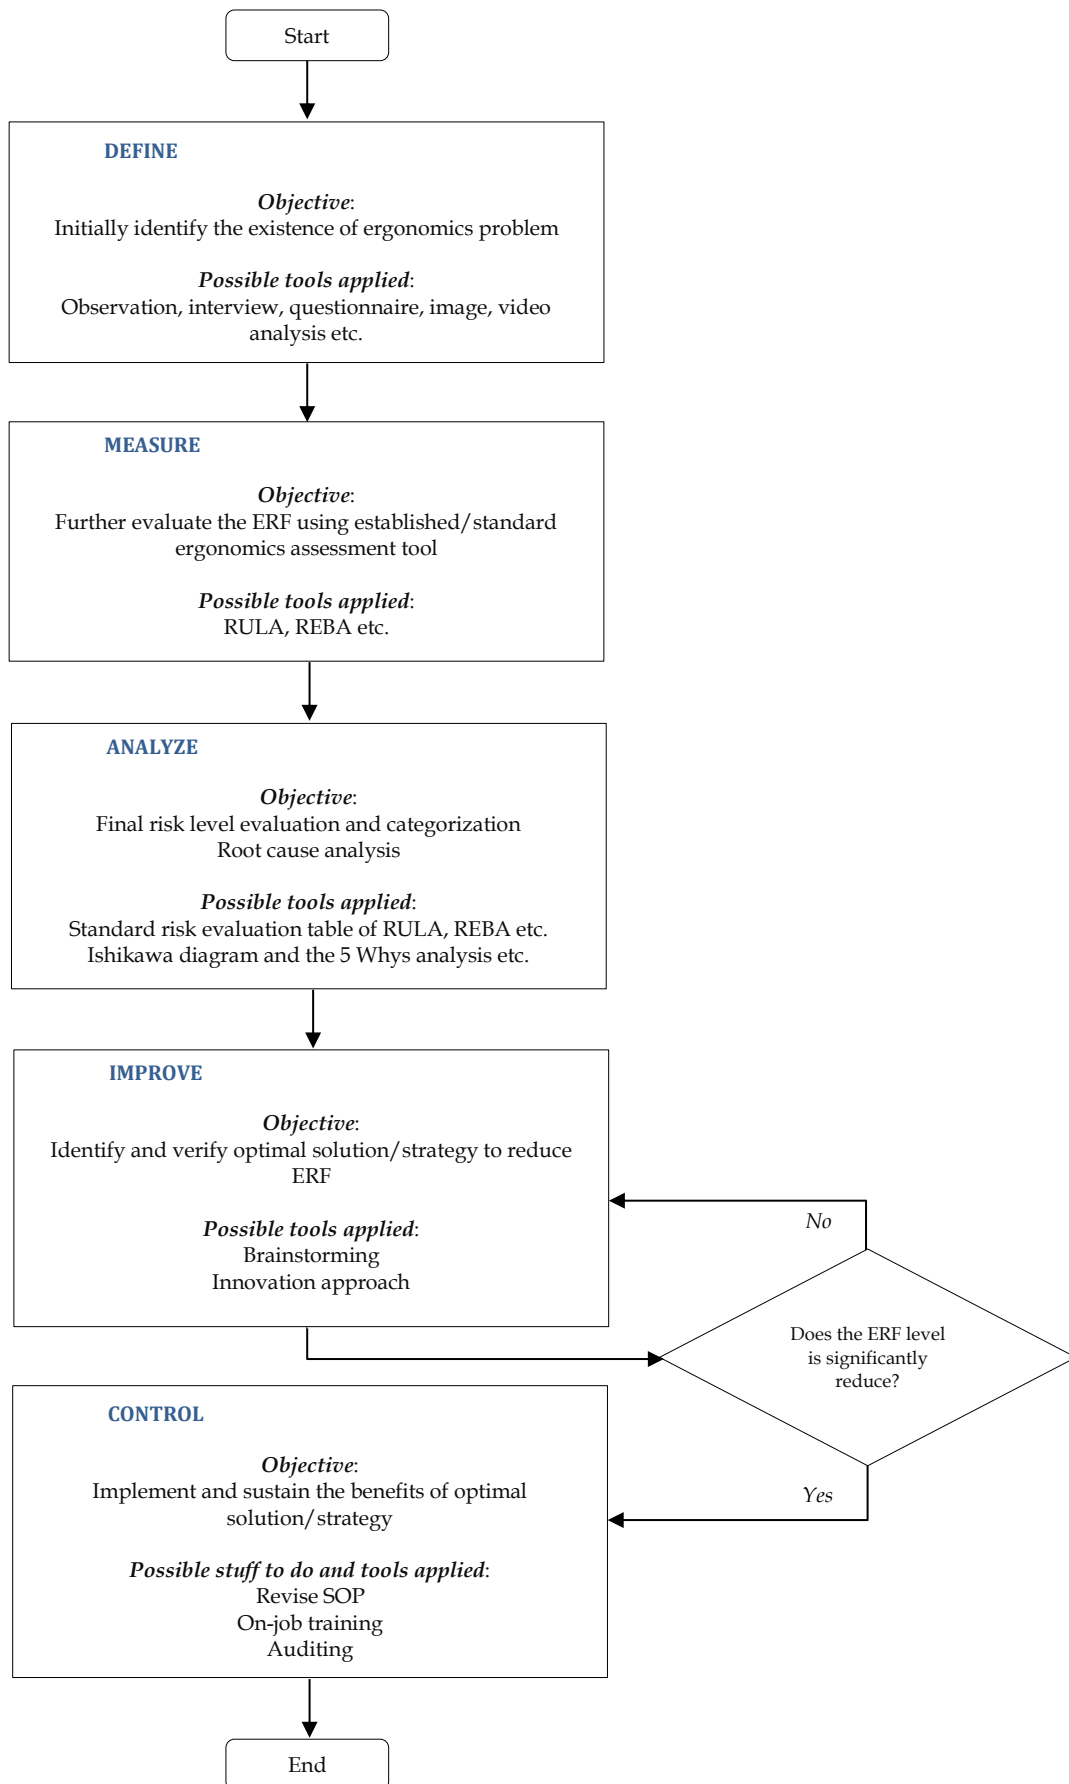 Start
DEFINE
Objective:
Initially identify the existence of ergonomics problem
Possible tools applied:
Observation, interview, questionnaire, image, video
analysis etc.
MEASURE
Objective:
Further evaluate the ERF using established/standard
ergonomics assessment tool
Possible tools applied:
RULA, REBA etc.
ANALYZE
Objective:
Final risk level evaluation and categorization
Root cause analysis
Possible tools applied:
Standard risk evaluation table of RULA, REBA etc.
Ishikawa diagram and the 5 Whys analysis etc.
IMPROVE
Objective:
Identify and verify optimal solution/strategy to reduce
ERF
Possible tools applied:
Brainstorming
Innovation approach
No
Does the ERF level
is significantly
reduce?
Yes
CONTROL
Objective:
Implement and sustain the benefits of optimal
solution/strategy
Possible stuff to do and tools applied:
Revise SOP
On-job training
Auditing
End